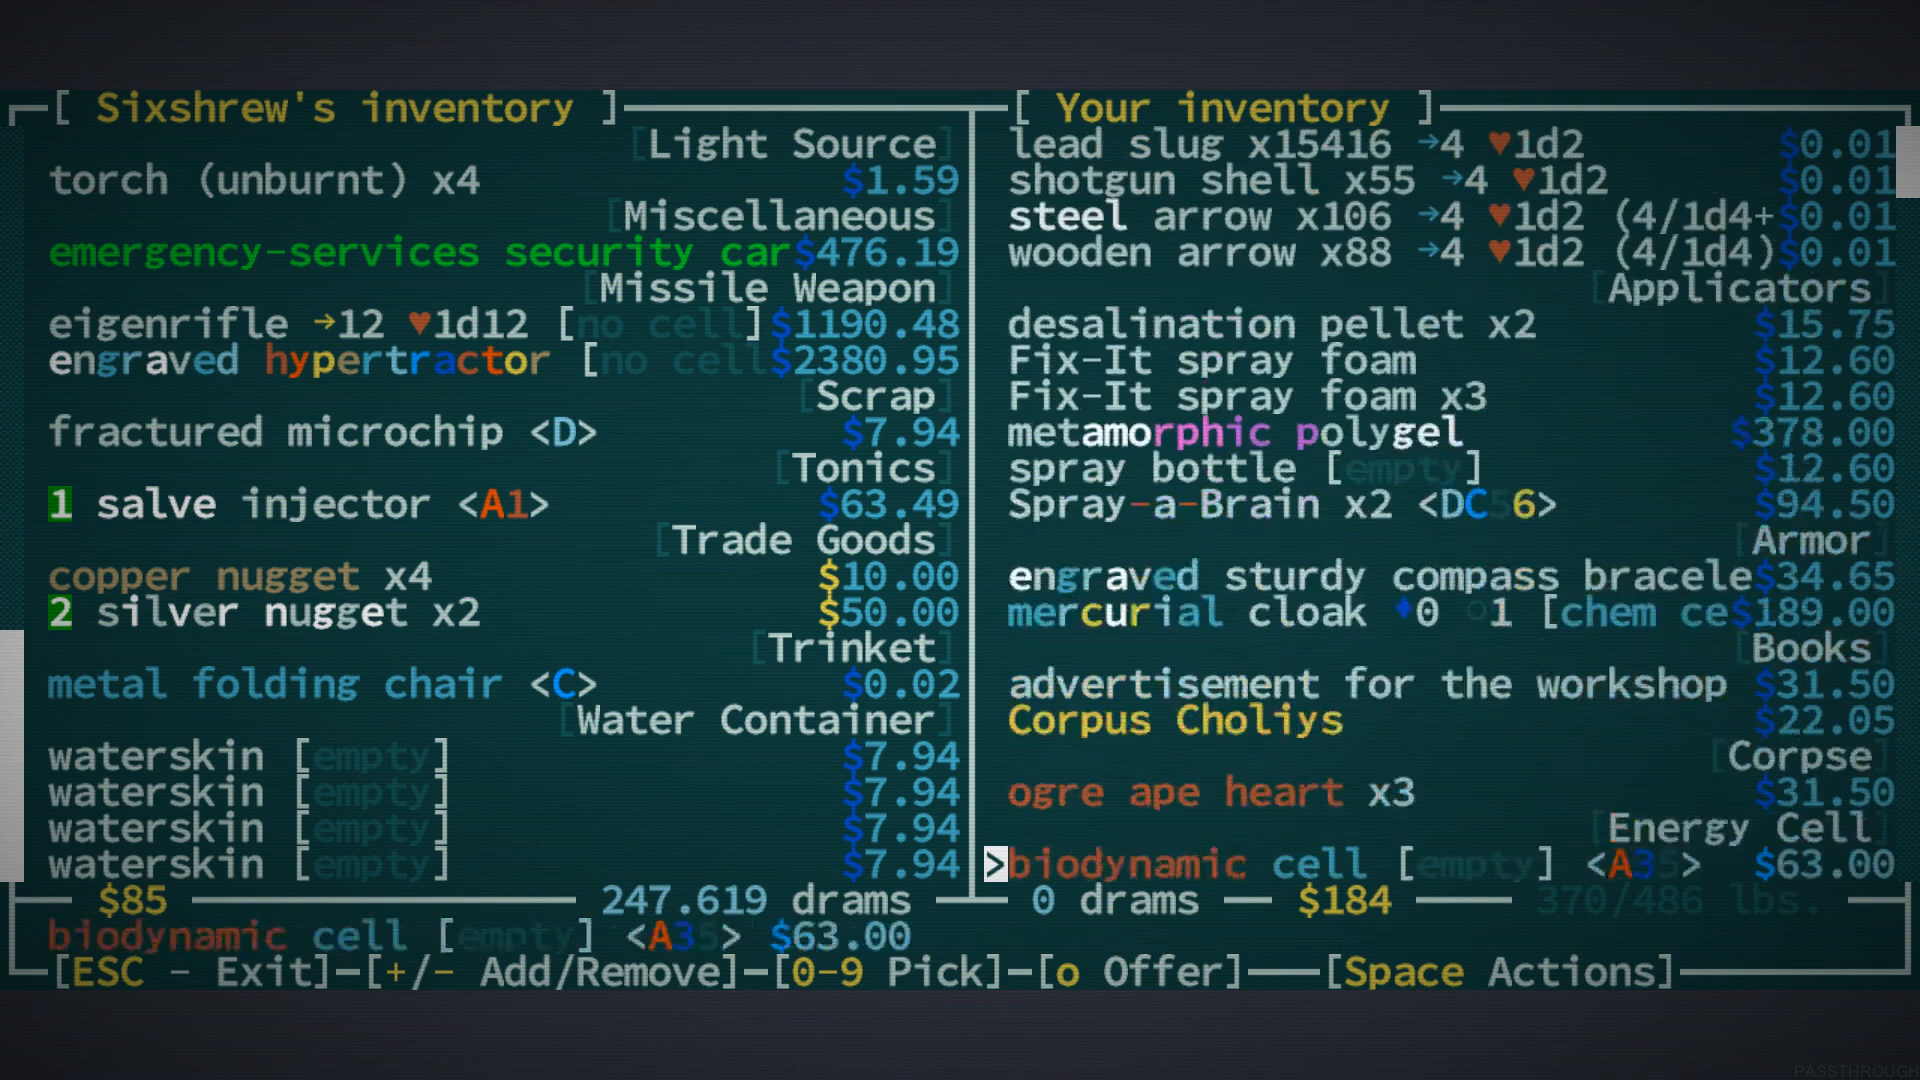 [ Sixshrew's inventory ]
[Light Source]
torch (unburnt) x4 $1.59
[Miscellaneous]
emergency-services security car$476.19
[Missile Weapon]
eigenrifle →12 ♥1d12 [no cell]$1190.48
engraved hypertractor [no cell$2380.95
[Scrap]
fractured microchip <D> $7.94
[Tonics]
1 salve injector <A1> $63.49
[Trade Goods]
copper nugget x4 $10.00
2 silver nugget x2 $50.00
[Trinket]
metal folding chair <C> $0.02
[Water Container]
waterskin [empty] $7.94
waterskin [empty] $7.94
waterskin [empty] $7.94
waterskin [empty] $7.94
[ Your inventory ]
lead slug x15416 →4 ♥1d2 $0.01
shotgun shell x55 →4 ♥1d2 $0.01
steel arrow x106 →4 ♥1d2 (4/1d4+$0.01
wooden arrow x88 →4 ♥1d2 (4/1d4)$0.01
[Applicators]
desalination pellet x2 $15.75
Fix-It spray foam $12.60
Fix-It spray foam x3 $12.60
metamorphic polygel $378.00
spray bottle [empty] $12.60
Spray-a-Brain x2 <DC56> $94.50
[Armor]
engraved sturdy compass bracele$34.65
mercurial cloak ♦0 ○1 [chem ce$189.00
[Books]
advertisement for the workshop $31.50
Corpus Choliys $22.05
[Corpse]
ogre ape heart x3 $31.50
[Energy Cell]
>biodynamic cell [empty] <A35> $63.00
$85 247.619 drams 0 drams $184 370/486 lbs.
biodynamic cell [empty] <A35> $63.00
[ESC - Exit] [+/- Add/Remove] [0-9 Pick] [o Offer] [Space Actions]
PASSTHROUGH